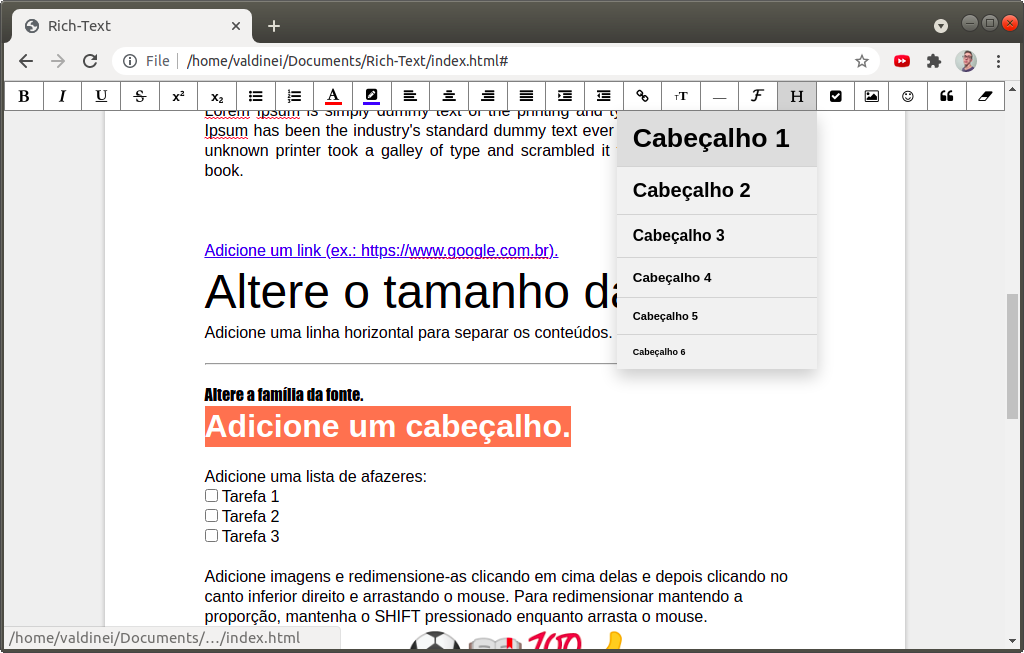 Rich-Text
File | /home/valdinei/Documents/Rich-Text/index.html#
B I U S x² x₂ A тT — F H
Lorem Ipsum is simply dummy text of the printing and ty
Ipsum has been the industry's standard dummy text ever
unknown printer took a galley of type and scrambled it
book.
Cabeçalho 1
Cabeçalho 2
Cabeçalho 3
Cabeçalho 4
Cabeçalho 5
Cabeçalho 6
Adicione um link (ex.: https://www.google.com.br).
Altere o tamanho da
Adicione uma linha horizontal para separar os conteúdos.
Altere a família da fonte.
Adicione um cabeçalho.
Adicione uma lista de afazeres:
Tarefa 1
Tarefa 2
Tarefa 3
Adicione imagens e redimensione-as clicando em cima delas e depois clicando no
canto inferior direito e arrastando o mouse. Para redimensionar mantendo a
proporção, mantenha o SHIFT pressionado enquanto arrasta o mouse.
100
/home/valdinei/Documents/…/index.html